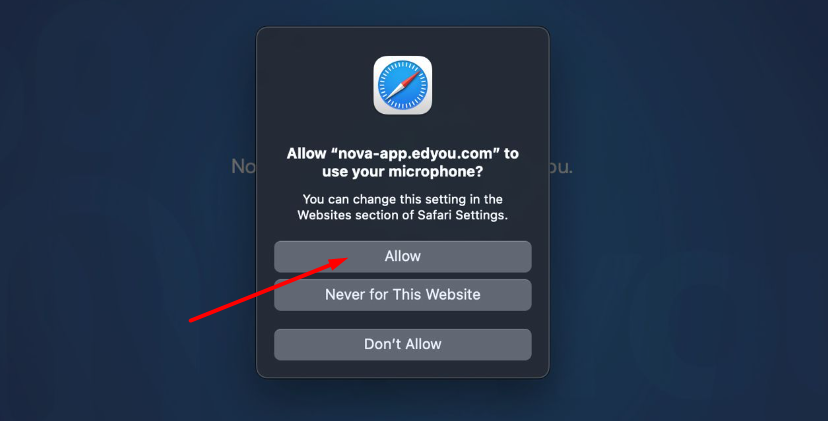 Allow “nova-app.edyou.com” to
use your microphone?
No
ou.
You can change this setting in the
Websites section of Safari Settings.
Allow
Never for This Website
Don’t Allow